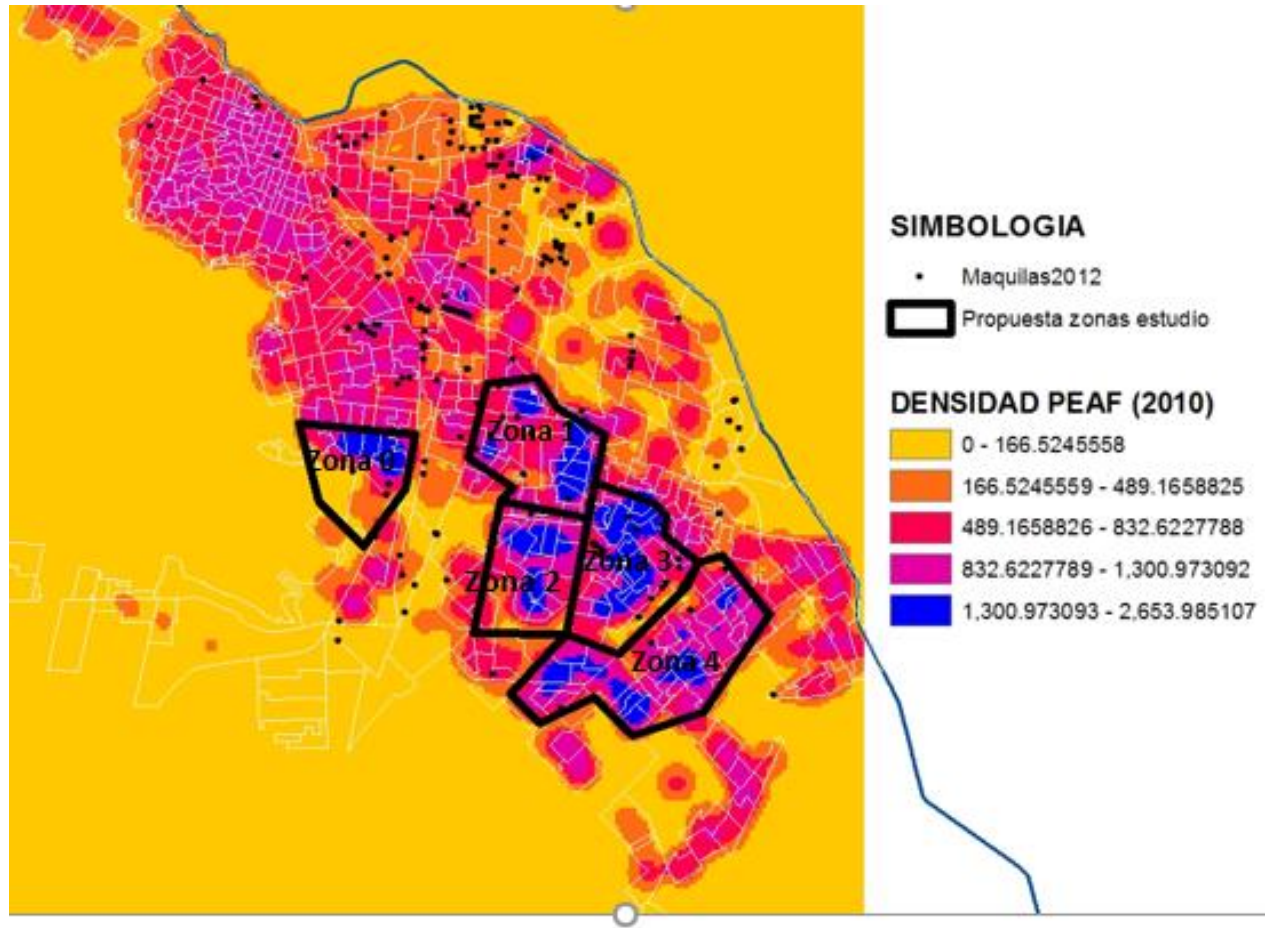 Zona 0
Zona 1
Zona 2
Zona 3
Zona 4
SIMBOLOGIA
Maquilas2012
Propuesta zonas estudio
DENSIDAD PEAF (2010)
0 - 166.5245558
166.5245559 - 489.1658825
489.1658826 - 832.6227788
832.6227789 - 1,300.973092
1,300.973093 - 2,653.985107